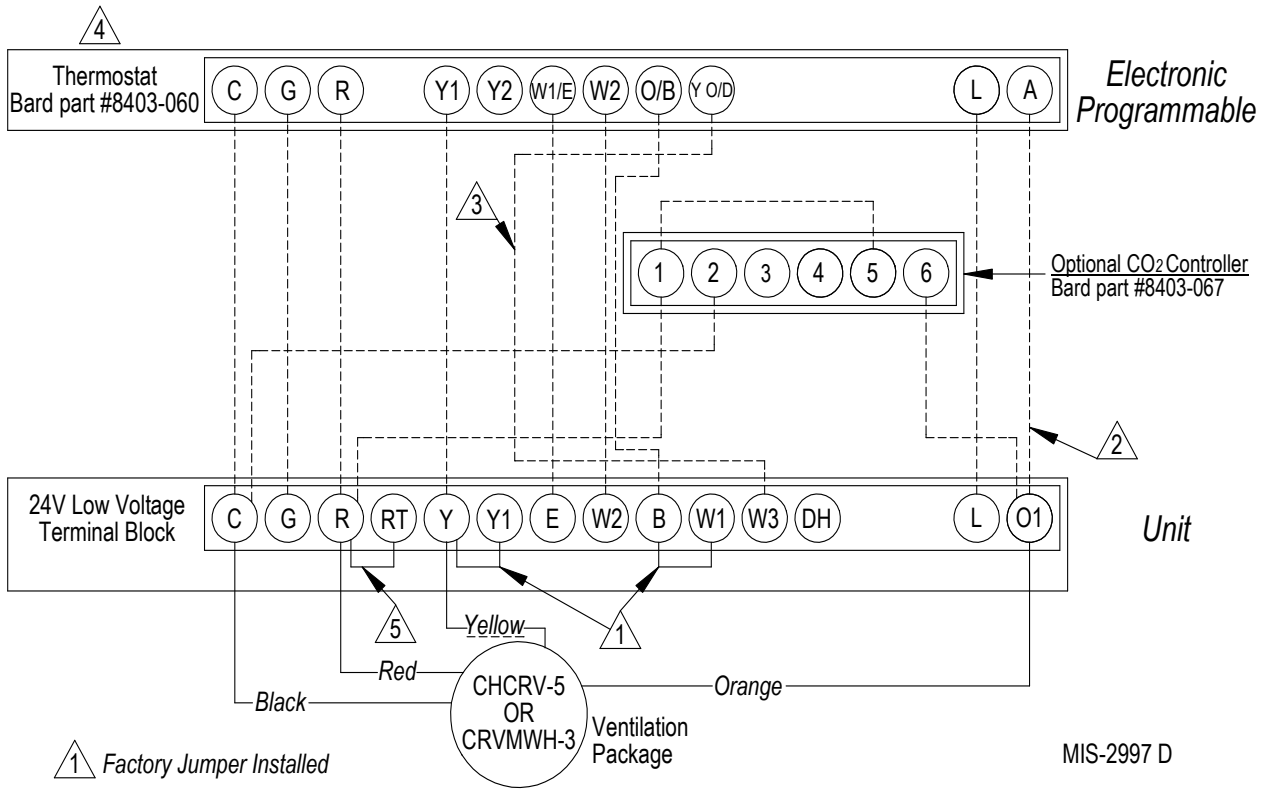 4
Thermostat
Bard part #8403-060
C G R Y1 Y2 W1/E W2 O/B Y O/D L A
Electronic
Programmable
3
1 2 3 4 5 6
Optional CO2 Controller
Bard part #8403-067
2
24V Low Voltage
Terminal Block
C G R RT Y Y1 E W2 B W1 W3 DH L O1
Unit
5
1
Yellow
Red
Black
Orange
CHCRV-5
OR
CRVMWH-3
Ventilation
Package
1 Factory Jumper Installed
MIS-2997 D